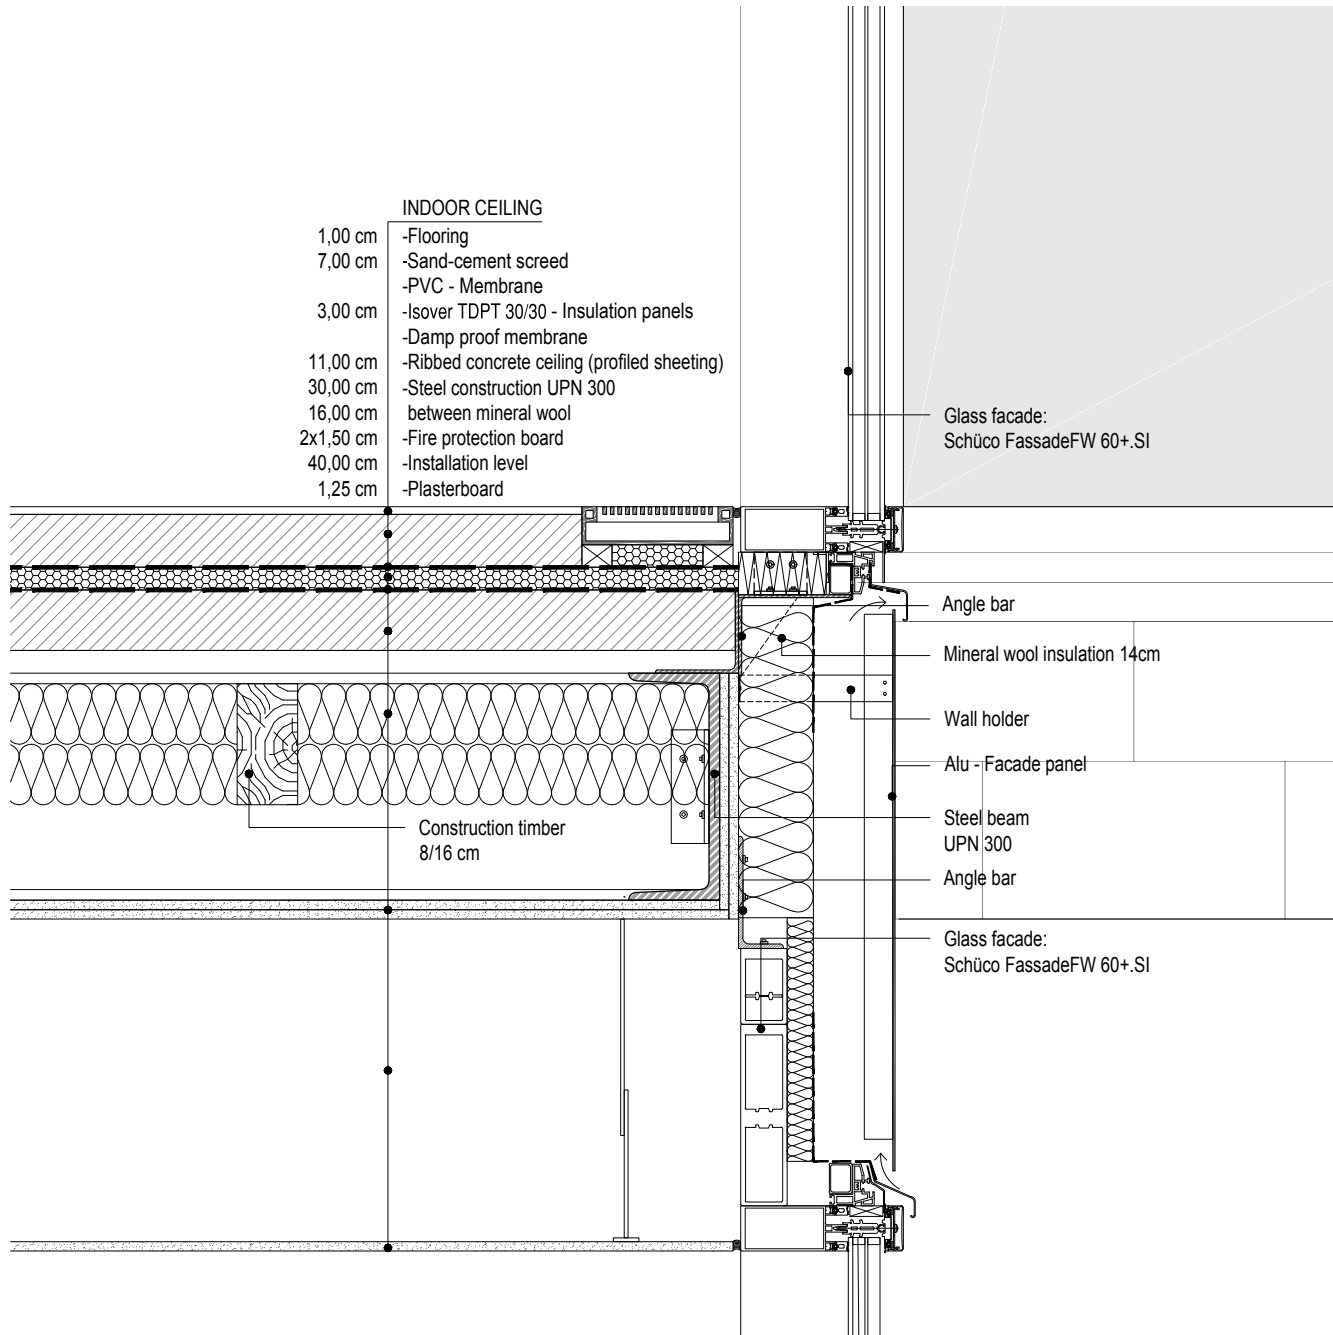 INDOOR CEILING
1,00 cm -Flooring
7,00 cm -Sand-cement screed
-PVC - Membrane
3,00 cm -Isover TDPT 30/30 - Insulation panels
-Damp proof membrane
11,00 cm -Ribbed concrete ceiling (profiled sheeting)
30,00 cm -Steel construction UPN 300
16,00 cm between mineral wool
2x1,50 cm -Fire protection board
40,00 cm -Installation level
1,25 cm -Plasterboard
Glass facade:
Schüco FassadeFW 60+.SI
Angle bar
Mineral wool insulation 14cm
Wall holder
Alu - Facade panel
Steel beam
UPN 300
Construction timber
8/16 cm
Angle bar
Glass facade:
Schüco FassadeFW 60+.SI